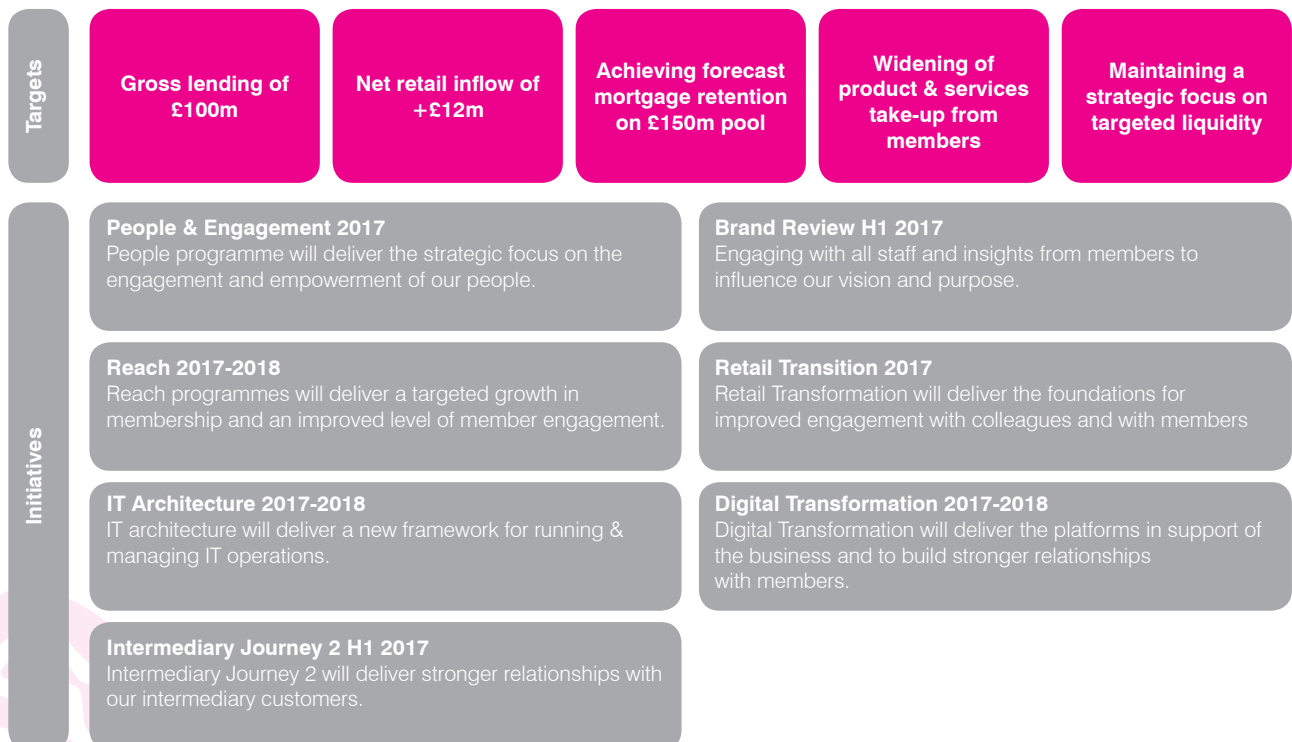 Targets
Gross lending of
£100m
Net retail inflow of
+£12m
Achieving forecast
mortgage retention
on £150m pool
Widening of
product & services
take-up from
members
Maintaining a
strategic focus on
targeted liquidity
Initiatives
People & Engagement 2017
People programme will deliver the strategic focus on the
engagement and empowerment of our people.
Brand Review H1 2017
Engaging with all staff and insights from members to
influence our vision and purpose.
Reach 2017-2018
Reach programmes will deliver a targeted growth in
membership and an improved level of member engagement.
Retail Transition 2017
Retail Transformation will deliver the foundations for
improved engagement with colleagues and with members
IT Architecture 2017-2018
IT architecture will deliver a new framework for running &
managing IT operations.
Digital Transformation 2017-2018
Digital Transformation will deliver the platforms in support of
the business and to build stronger relationships
with members.
Intermediary Journey 2 H1 2017
Intermediary Journey 2 will deliver stronger relationships with
our intermediary customers.